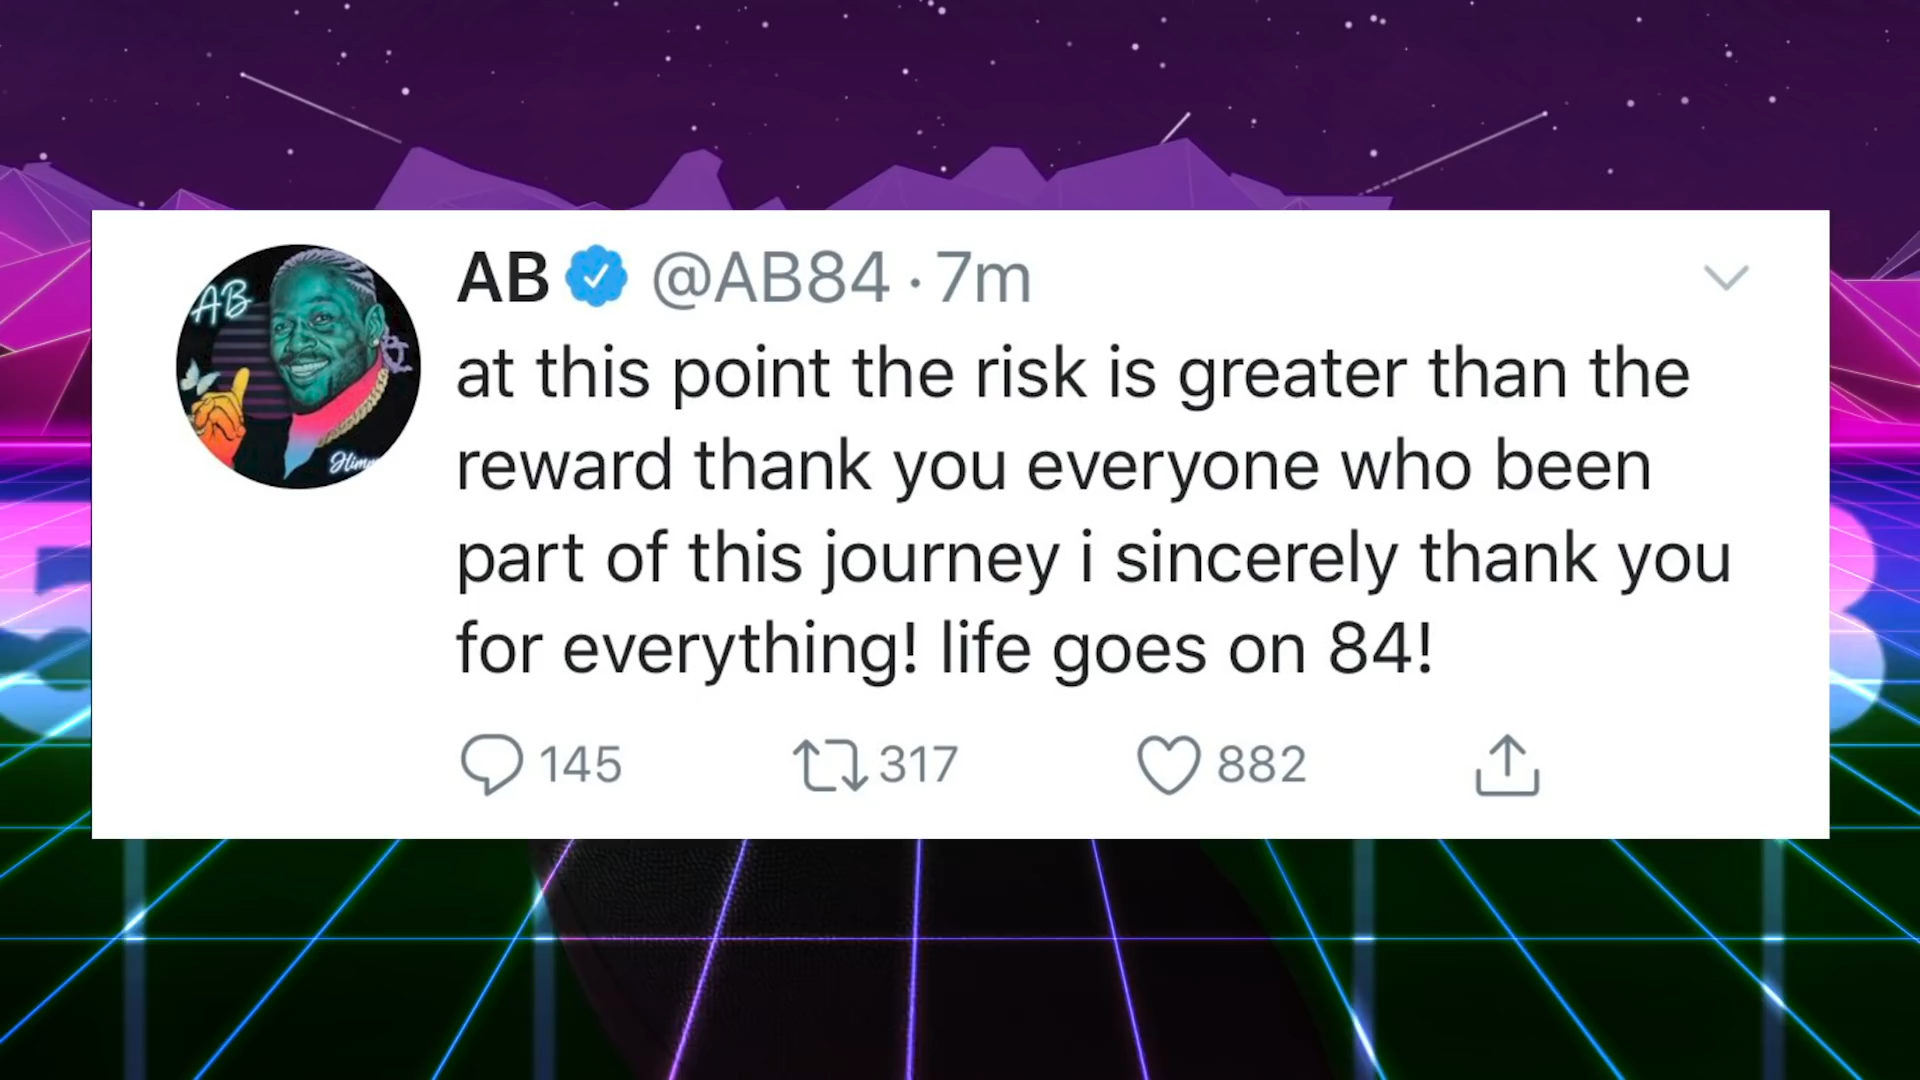 AB @AB84 · 7m
at this point the risk is greater than the
reward thank you everyone who been
part of this journey i sincerely thank you
for everything! life goes on 84!
145 317 882
AB